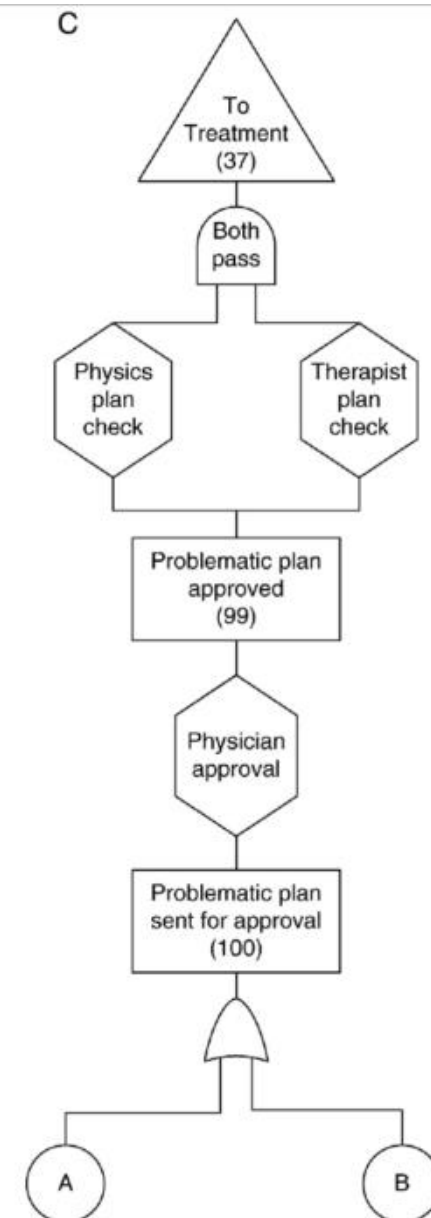 C
To
Treatment
(37)
Both
pass
Physics
plan
check
Therapist
plan
check
Problematic plan
approved
(99)
Physician
approval
Problematic plan
sent for approval
(100)
A
B